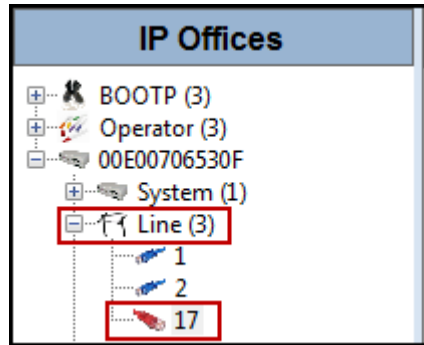 IP Offices
BOOTP (3)
Operator (3)
00E00706530F
System (1)
Line (3)
1
2
17